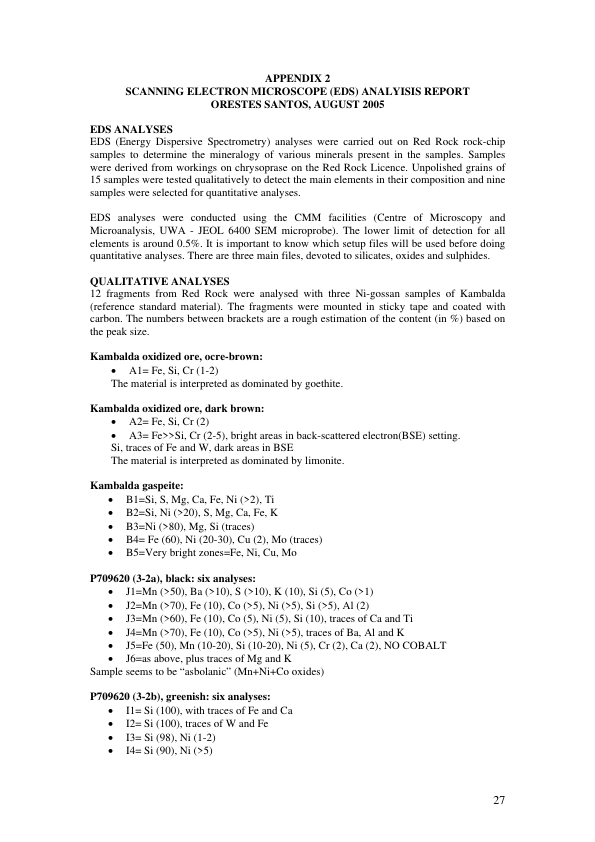 APPENDIX 2
SCANNING ELECTRON MICROSCOPE (EDS) ANALYISIS REPORT
ORESTES SANTOS, AUGUST 2005
EDS ANALYSES
EDS (Energy Dispersive Spectrometry) analyses were carried out on Red Rock rock-chip
samples to determine the mineralogy of various minerals present in the samples. Samples
were derived from workings on chrysoprase on the Red Rock Licence. Unpolished grains of
15 samples were tested qualitatively to detect the main elements in their composition and nine
samples were selected for quantitative analyses.
EDS analyses were conducted using the CMM facilities (Centre of Microscopy and
Microanalysis, UWA - JEOL 6400 SEM microprobe). The lower limit of detection for all
elements is around 0.5%. It is important to know which setup files will be used before doing
quantitative analyses. There are three main files, devoted to silicates, oxides and sulphides.
QUALITATIVE ANALYSES
12 fragments from Red Rock were analysed with three Ni-gossan samples of Kambalda
(reference standard material). The fragments were mounted in sticky tape and coated with
carbon. The numbers between brackets are a rough estimation of the content (in %) based on
the peak size.
Kambalda oxidized ore, ocre-brown:
• A1= Fe, Si, Cr (1-2)
The material is interpreted as dominated by goethite.
Kambalda oxidized ore, dark brown:
• A2= Fe, Si, Cr (2)
• A3= Fe>>Si, Cr (2-5), bright areas in back-scattered electron(BSE) setting.
Si, traces of Fe and W, dark areas in BSE
The material is interpreted as dominated by limonite.
Kambalda gaspeite:
• B1=Si, S, Mg, Ca, Fe, Ni (>2), Ti
• B2=Si, Ni (>20), S, Mg, Ca, Fe, K
• B3=Ni (>80), Mg, Si (traces)
• B4= Fe (60), Ni (20-30), Cu (2), Mo (traces)
• B5=Very bright zones=Fe, Ni, Cu, Mo
P709620 (3-2a), black: six analyses:
• J1=Mn (>50), Ba (>10), S (>10), K (10), Si (5), Co (>1)
• J2=Mn (>70), Fe (10), Co (>5), Ni (>5), Si (>5), Al (2)
• J3=Mn (>60), Fe (10), Co (5), Ni (5), Si (10), traces of Ca and Ti
• J4=Mn (>70), Fe (10), Co (>5), Ni (>5), traces of Ba, Al and K
• J5=Fe (50), Mn (10-20), Si (10-20), Ni (5), Cr (2), Ca (2), NO COBALT
• J6=as above, plus traces of Mg and K
Sample seems to be “asbolanic” (Mn+Ni+Co oxides)
P709620 (3-2b), greenish: six analyses:
• I1= Si (100), with traces of Fe and Ca
• I2= Si (100), traces of W and Fe
• I3= Si (98), Ni (1-2)
• I4= Si (90), Ni (>5)
27